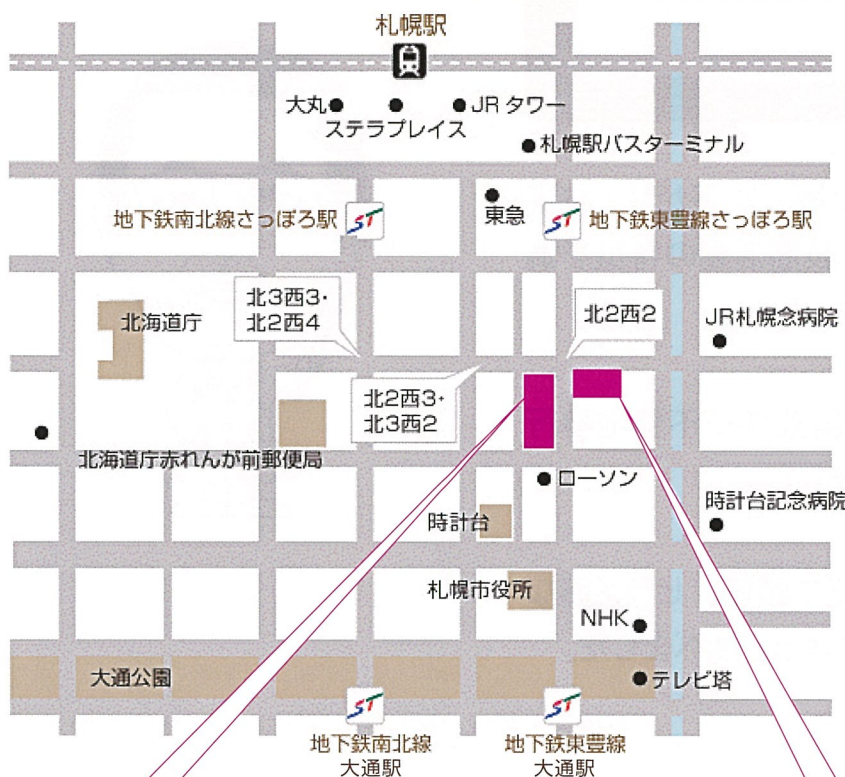 札幌駅
大丸
JRタワー
ステラプレイス
札幌駅バスターミナル
地下鉄南北線さっぽろ駅
ST
東急
ST
地下鉄東豊線さっぽろ駅
北3西3・
北2西4
北2西2
北海道庁
JR札幌念病院
北2西3・
北3西2
北海道庁赤れんが前郵便局
ローソン
時計台
時計台記念病院
札幌市役所
NHK
大通公園
テレビ塔
ST
ST
地下鉄南北線
大通駅
地下鉄東豊線
大通駅